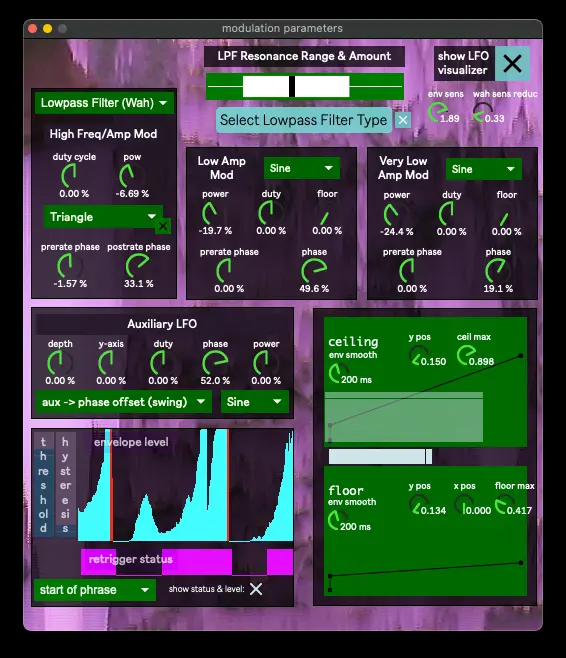 modulation parameters
LPF Resonance Range & Amount
show LFO
visualizer
Select Lowpass Filter Type
env sens
1.89
wah sens reduc
0.33
Lowpass Filter (Wah)
High Freq/Amp Mod
duty cycle
0.00 %
pow
-6.69 %
Triangle
prerate phase
-1.57 %
postrate phase
33.1 %
Low Amp
Mod
Sine
power
-19.7 %
duty
0.00 %
floor
0.00 %
prerate phase
0.00 %
phase
49.6 %
Very Low
Amp Mod
Sine
power
-24.4 %
duty
0.00 %
floor
0.00 %
prerate phase
0.00 %
phase
19.1 %
Auxiliary LFO
depth
0.00 %
y-axis
0.00 %
duty
0.00 %
phase
52.0 %
power
0.00 %
aux -> phase offset (swing)
Sine
ceiling
env smooth
200 ms
y pos
0.150
ceil max
0.898
threshold
hysteresis
envelope level
retrigger status
start of phrase
show status & level:
floor
env smooth
200 ms
y pos
0.134
x pos
0.000
floor max
0.417